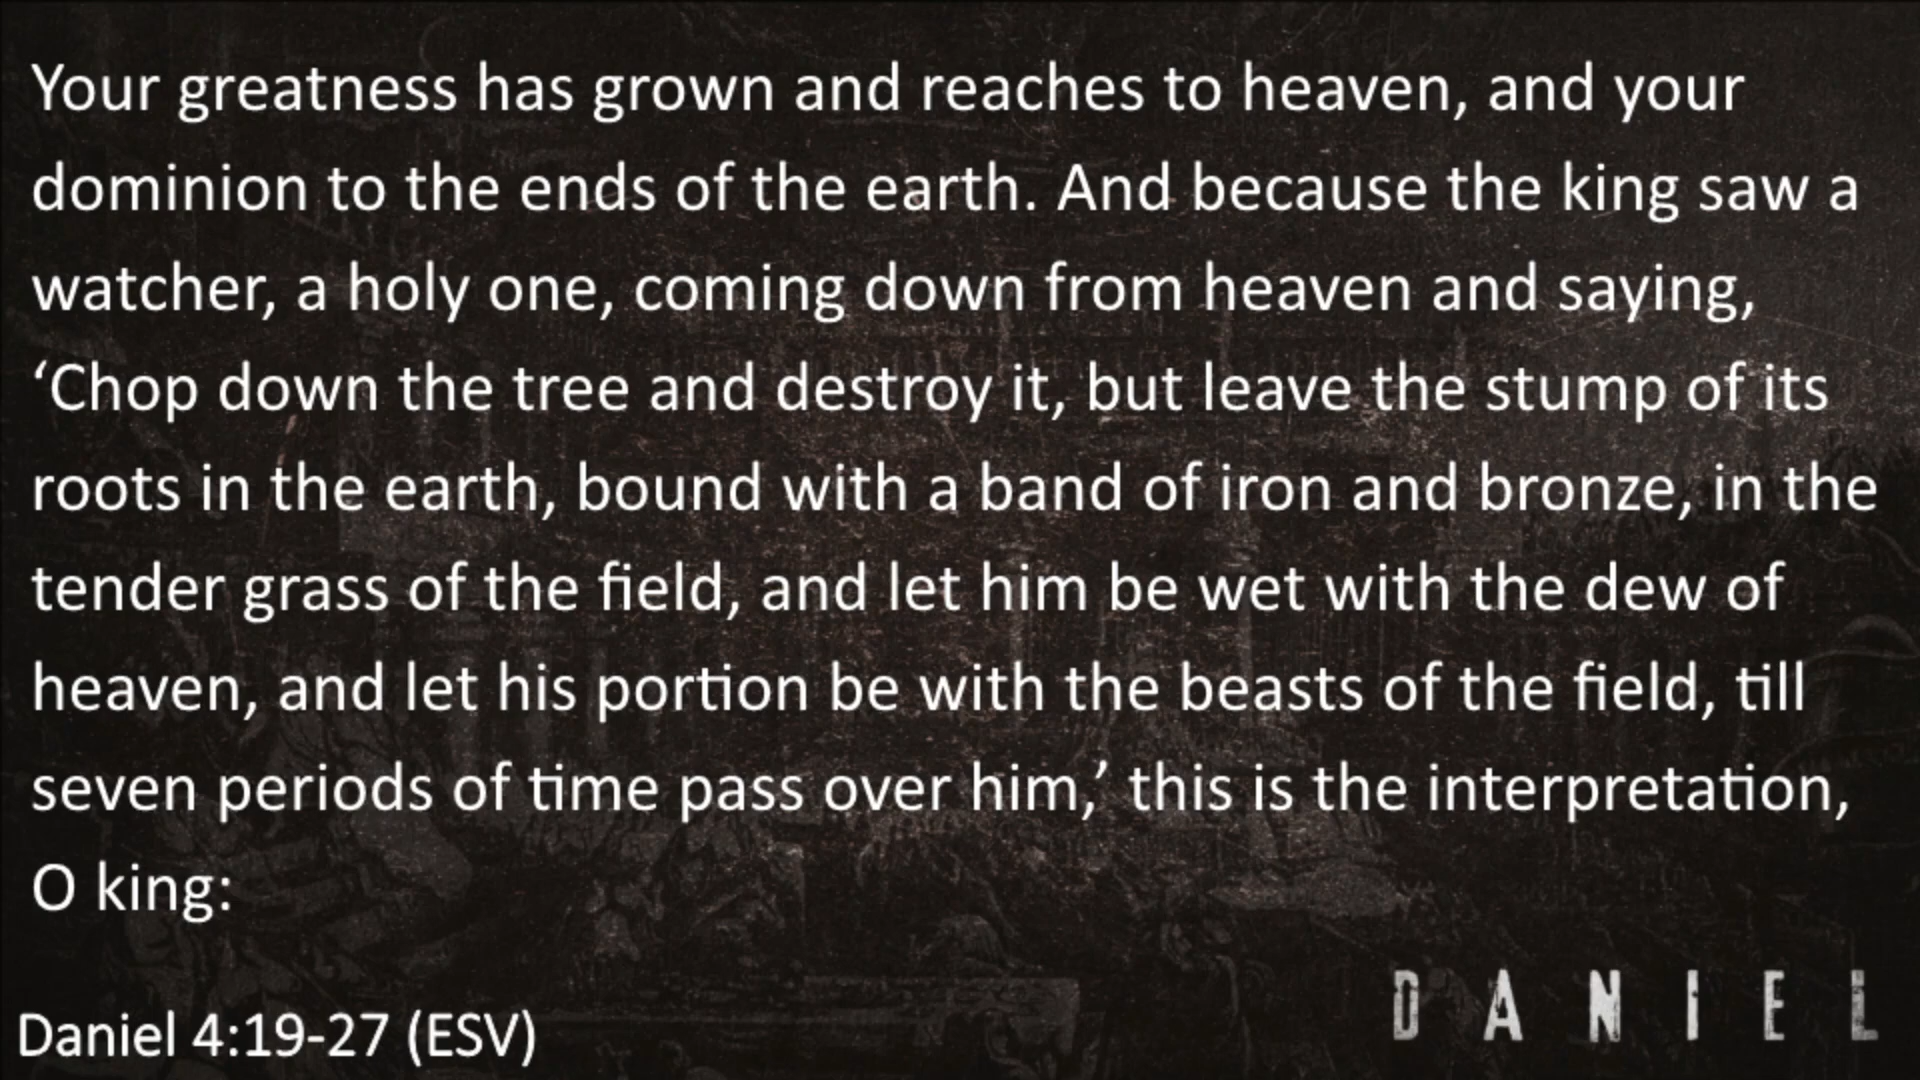 Your greatness has grown and reaches to heaven, and your
dominion to the ends of the earth. And because the king saw a
watcher, a holy one, coming down from heaven and saying,
‘Chop down the tree and destroy it, but leave the stump of its
roots in the earth, bound with a band of iron and bronze, in the
tender grass of the field, and let him be wet with the dew of
heaven, and let his portion be with the beasts of the field, till
seven periods of time pass over him,’ this is the interpretation,
O king:
Daniel 4:19-27 (ESV)
DANIEL